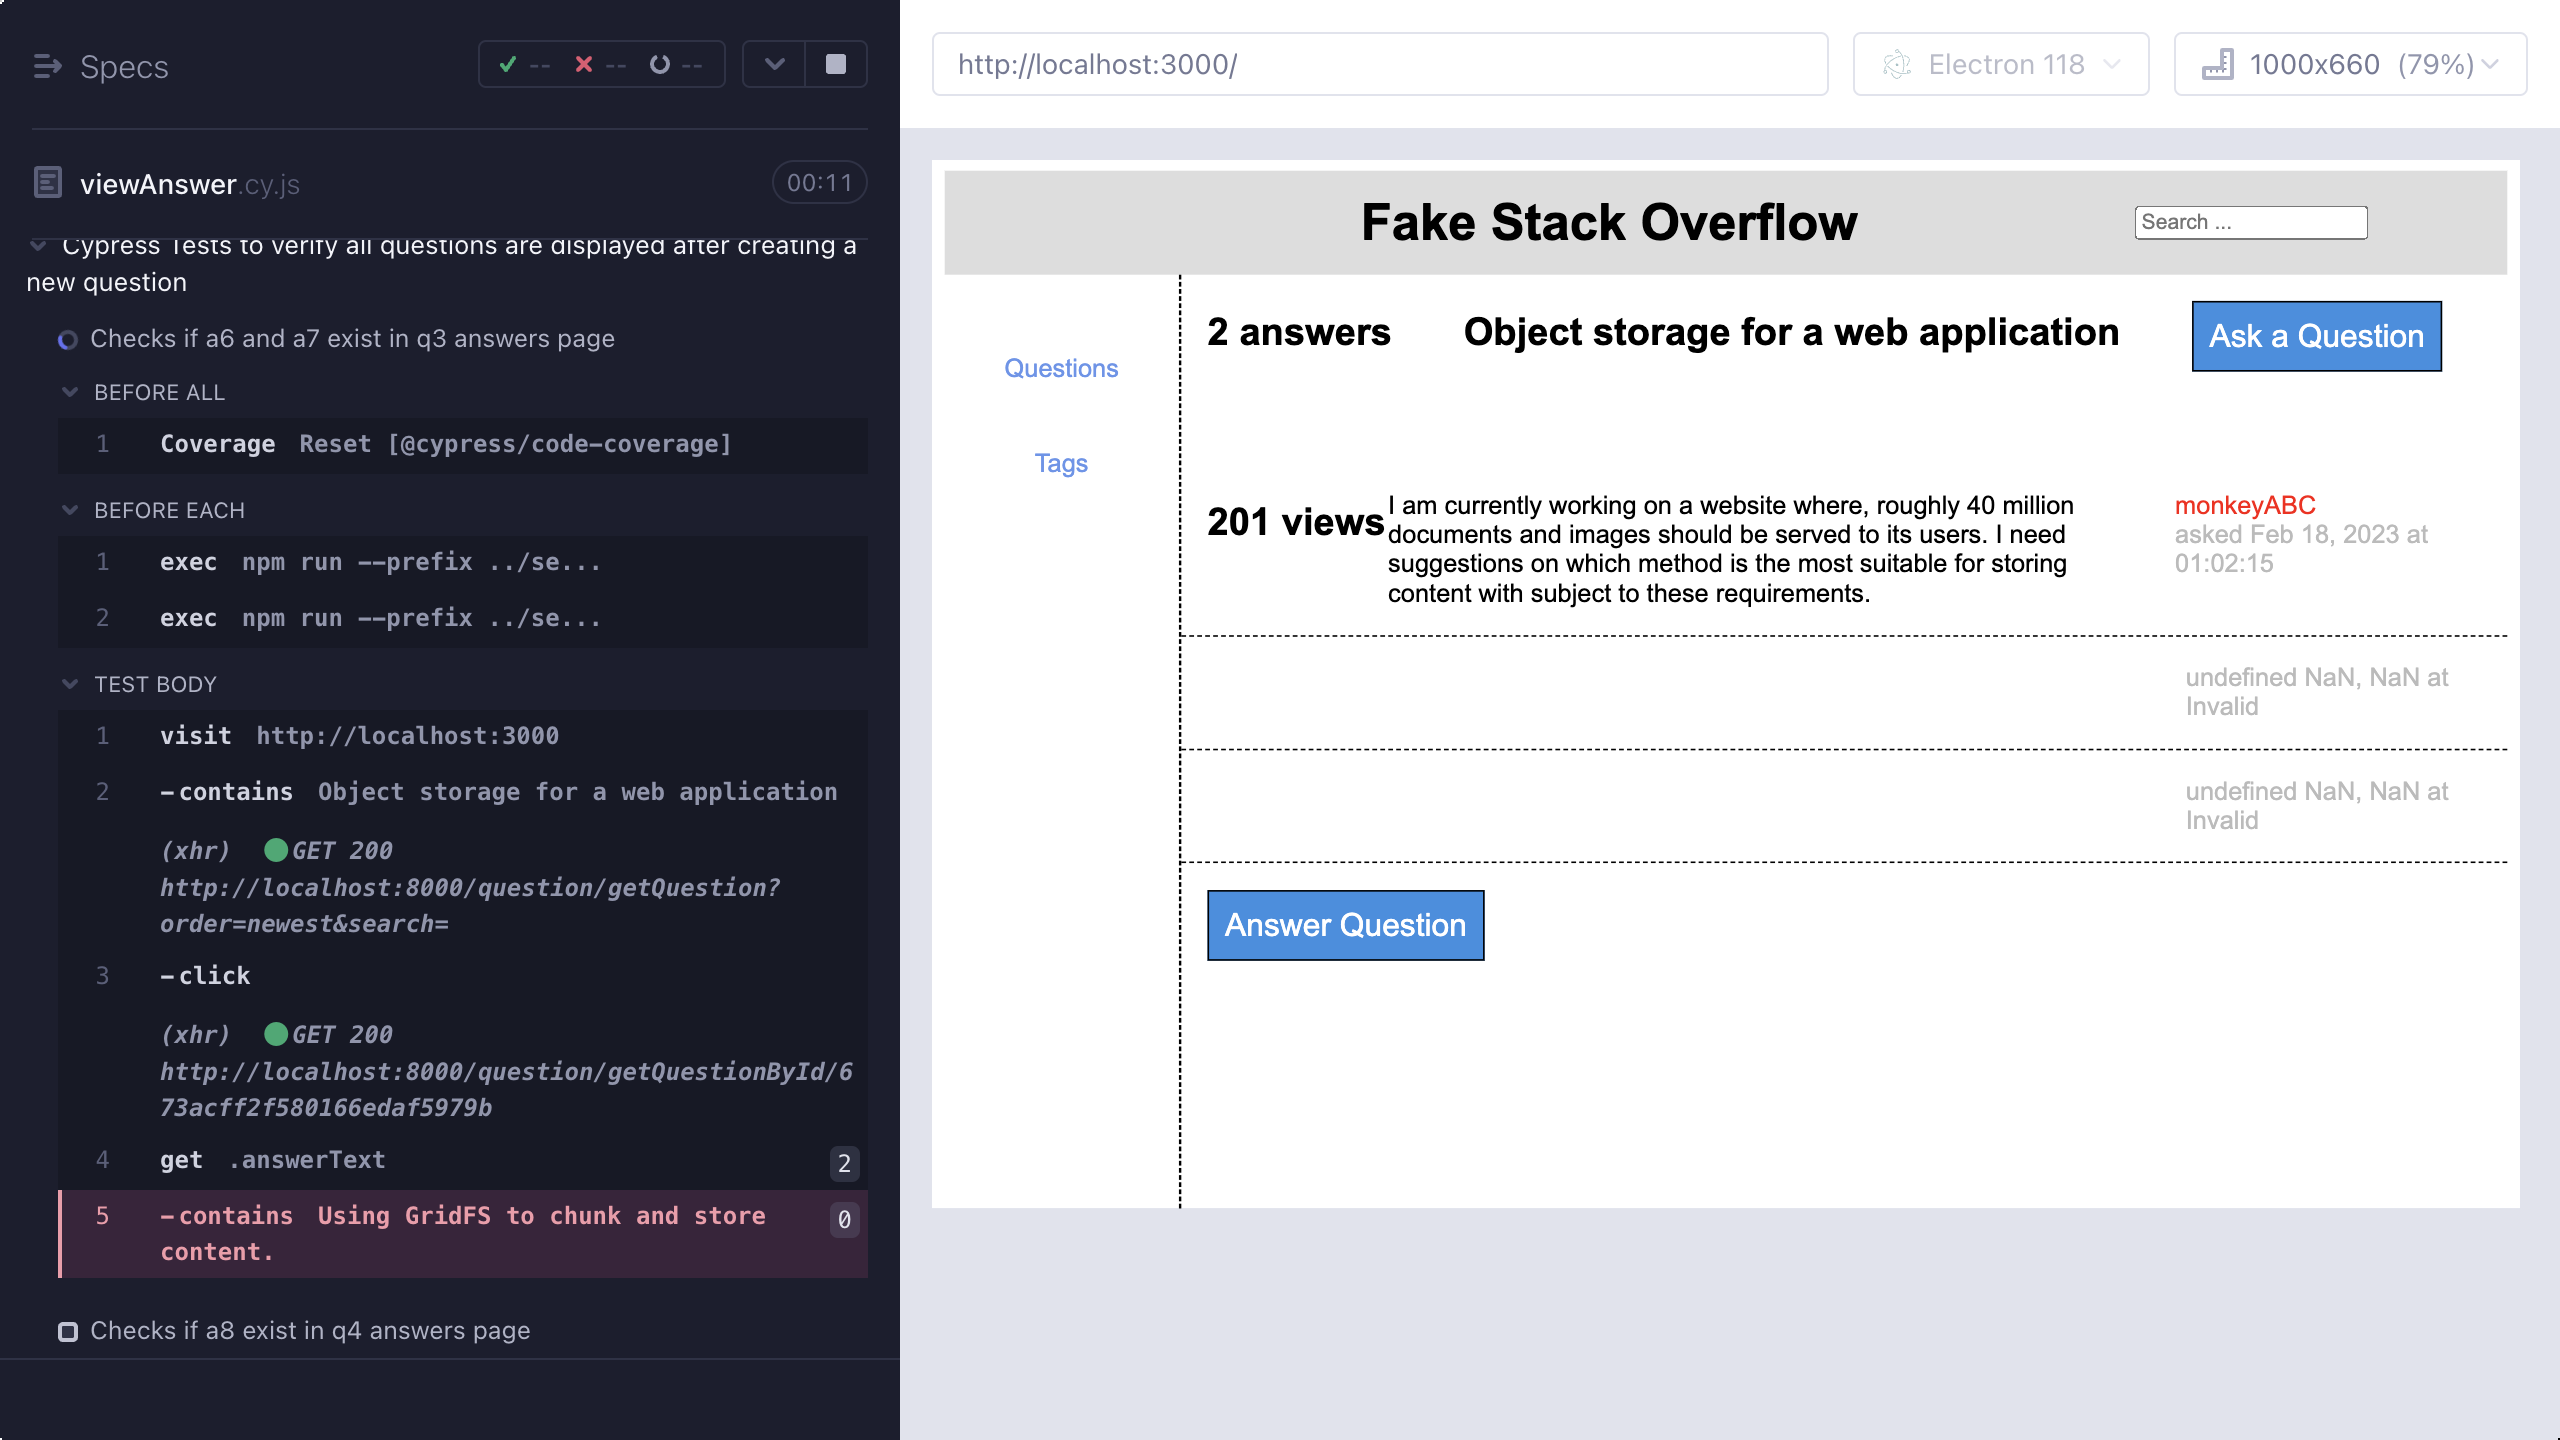 Specs
-- -- --
viewAnswer.cy.js
00:11
Cypress Tests to verify all questions are displayed after creating a
new question
Checks if a6 and a7 exist in q3 answers page
BEFORE ALL
1 Coverage Reset [@cypress/code-coverage]
BEFORE EACH
1 exec npm run --prefix ../se...
2 exec npm run --prefix ../se...
TEST BODY
1 visit http://localhost:3000
2 -contains Object storage for a web application
(xhr) GET 200
http://localhost:8000/question/getQuestion?
order=newest&search=
3 -click
(xhr) GET 200
http://localhost:8000/question/getQuestionById/6
73acff2f580166edaf5979b
4 get .answerText 2
5 -contains Using GridFS to chunk and store 0
content.
Checks if a8 exist in q4 answers page
http://localhost:3000/
Electron 118
1000x660 (79%)
Fake Stack Overflow
Search ...
Questions
Tags
2 answers
Object storage for a web application
Ask a Question
201 views
I am currently working on a website where, roughly 40 million
documents and images should be served to its users. I need
suggestions on which method is the most suitable for storing
content with subject to these requirements.
monkeyABC
asked Feb 18, 2023 at
01:02:15
undefined NaN, NaN at
Invalid
undefined NaN, NaN at
Invalid
Answer Question